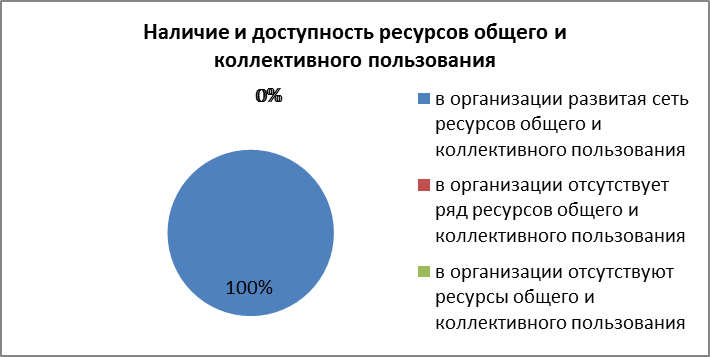 Наличие и доступность ресурсов общего и
коллективного пользования
0%
0%
100%
в организации развитая сеть
ресурсов общего и
коллективного пользования
в организации отсутствует
ряд ресурсов общего и
коллективного пользования
в организации отсутствуют
ресурсы общего и
коллективного пользования